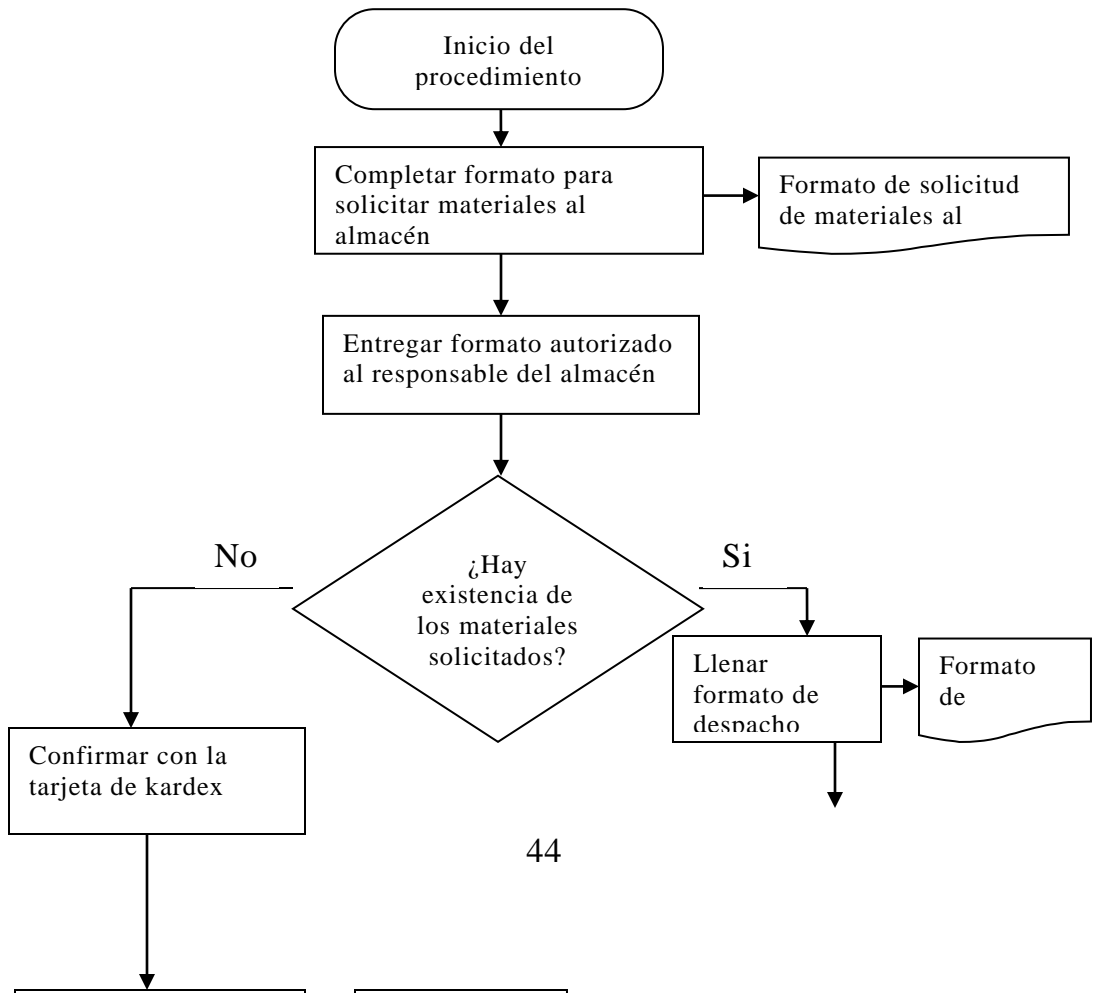 Inicio del
procedimiento
Completar formato para
solicitar materiales al
almacén
Formato de solicitud
de materiales al
Entregar formato autorizado
al responsable del almacén
¿Hay
existencia de
los materiales
solicitados?
No
Si
Llenar
formato de
despacho
Formato
de
Confirmar con la
tarjeta de kardex
44